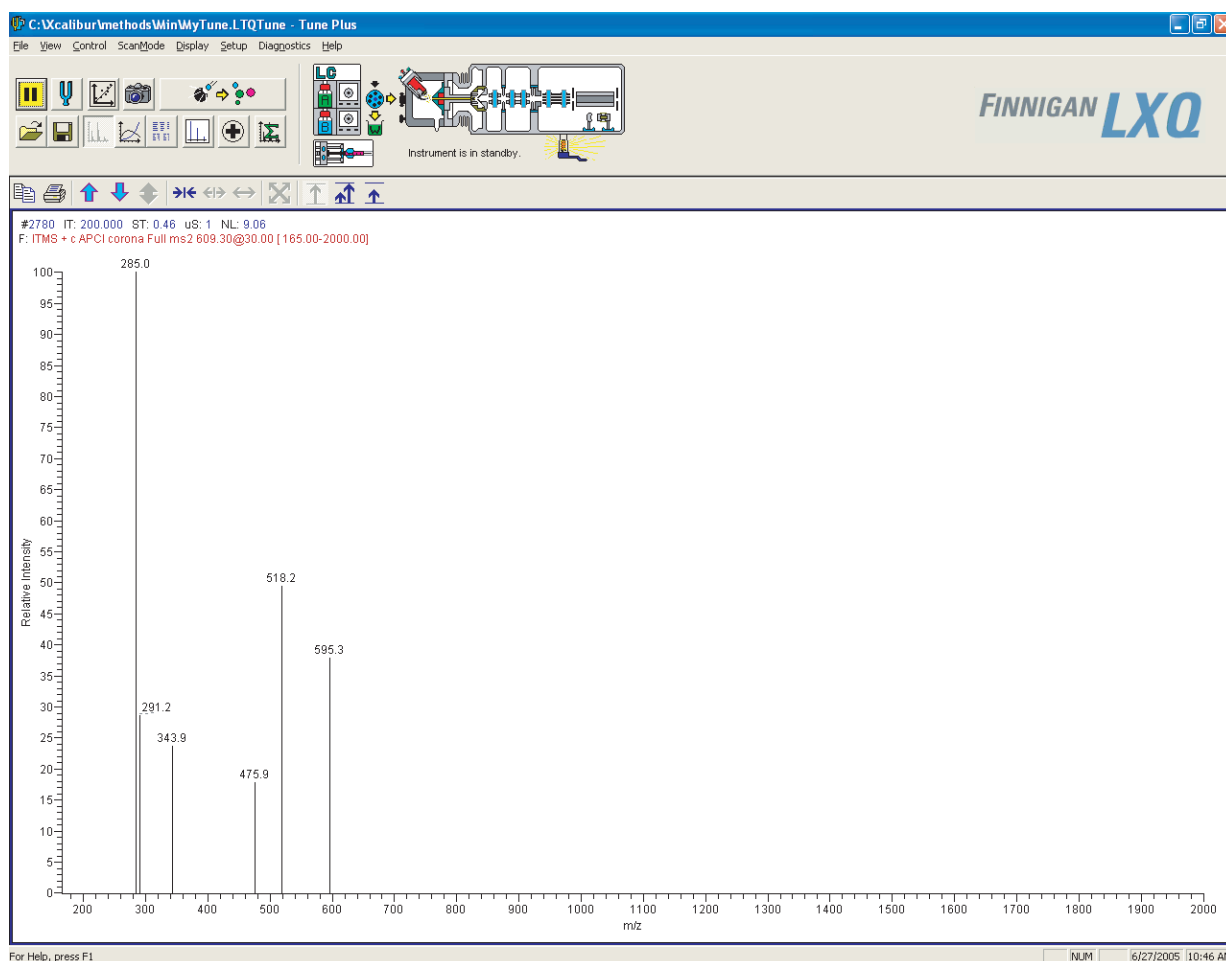 C:\Xcalibur\methods\Min\MyTune.LTQTune - Tune Plus
File View Control ScanMode Display Setup Diagnostics Help
LC
A
B
Instrument is in standby.
FINNIGAN LXQ
#2780 IT: 200.000 ST: 0.46 uS: 1 NL: 9.06
F: ITMS + c APCI corona Full ms2 609.30@30.00 [ 165.00-2000.00]
285.0
100
95
90
85
80
75
70
65
60
55
50
45
40
35
30
25
20
15
10
5
0
Relative Intensity
518.2
595.3
291.2
343.9
475.9
200 300 400 500 600 700 800 900 1000 1100 1200 1300 1400 1500 1600 1700 1800 1900 2000
m/z
For Help, press F1
NUM 6/27/2005 10:46 AM